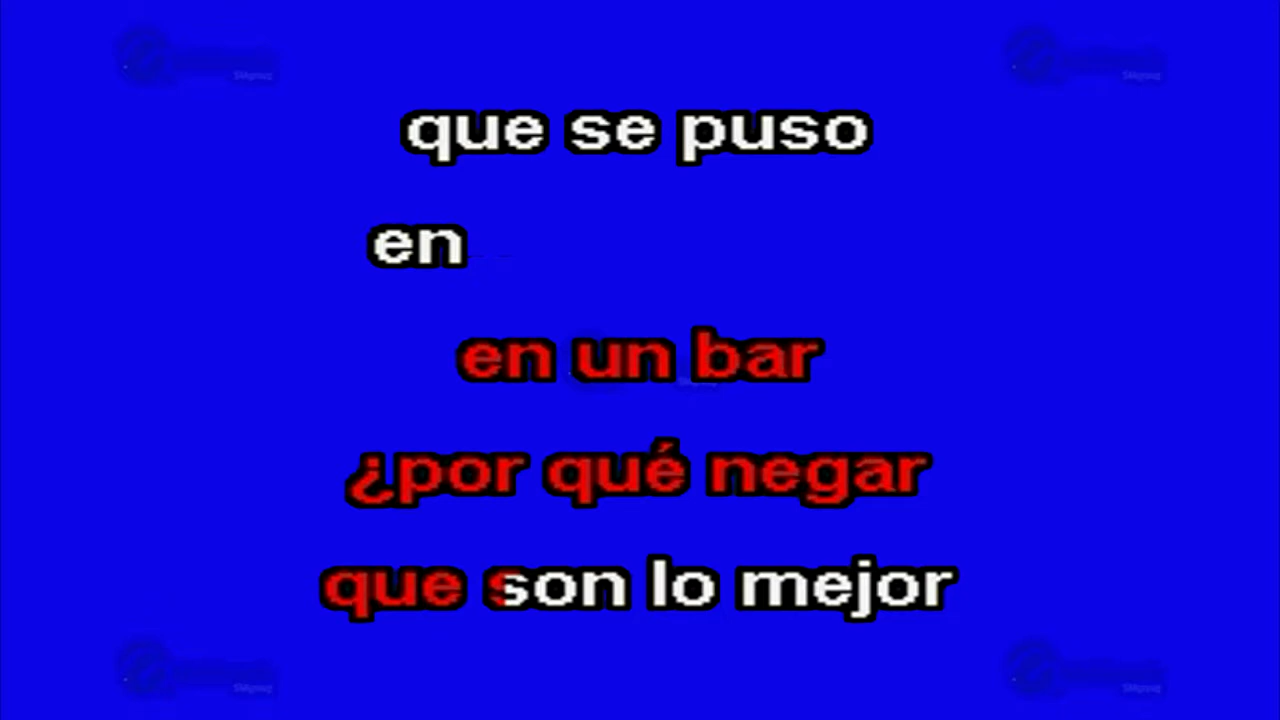 que se puso
en
en un bar
¿por qué negar
que son lo mejor